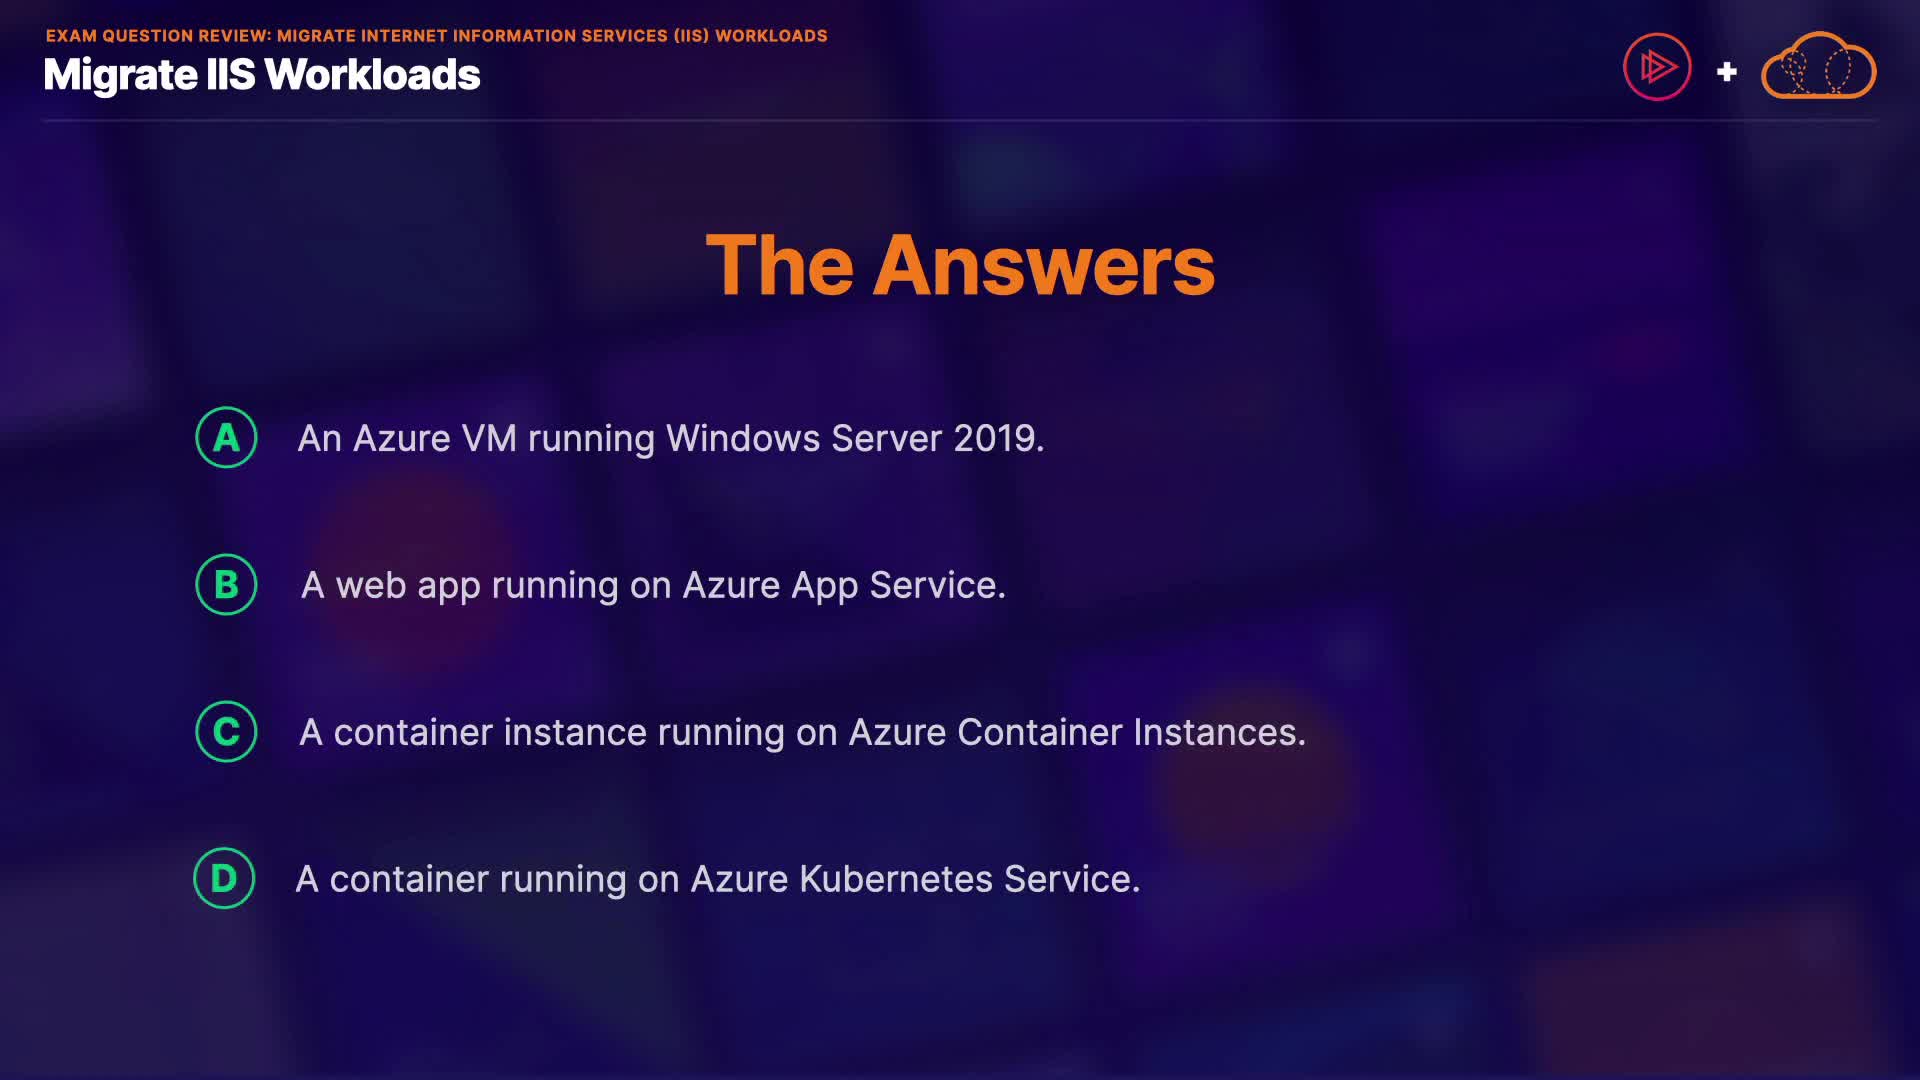 EXAM QUESTION REVIEW: MIGRATE INTERNET INFORMATION SERVICES (IIS) WORKLOADS
Migrate IIS Workloads
The Answers
A An Azure VM running Windows Server 2019.
B A web app running on Azure App Service.
C A container instance running on Azure Container Instances.
D A container running on Azure Kubernetes Service.